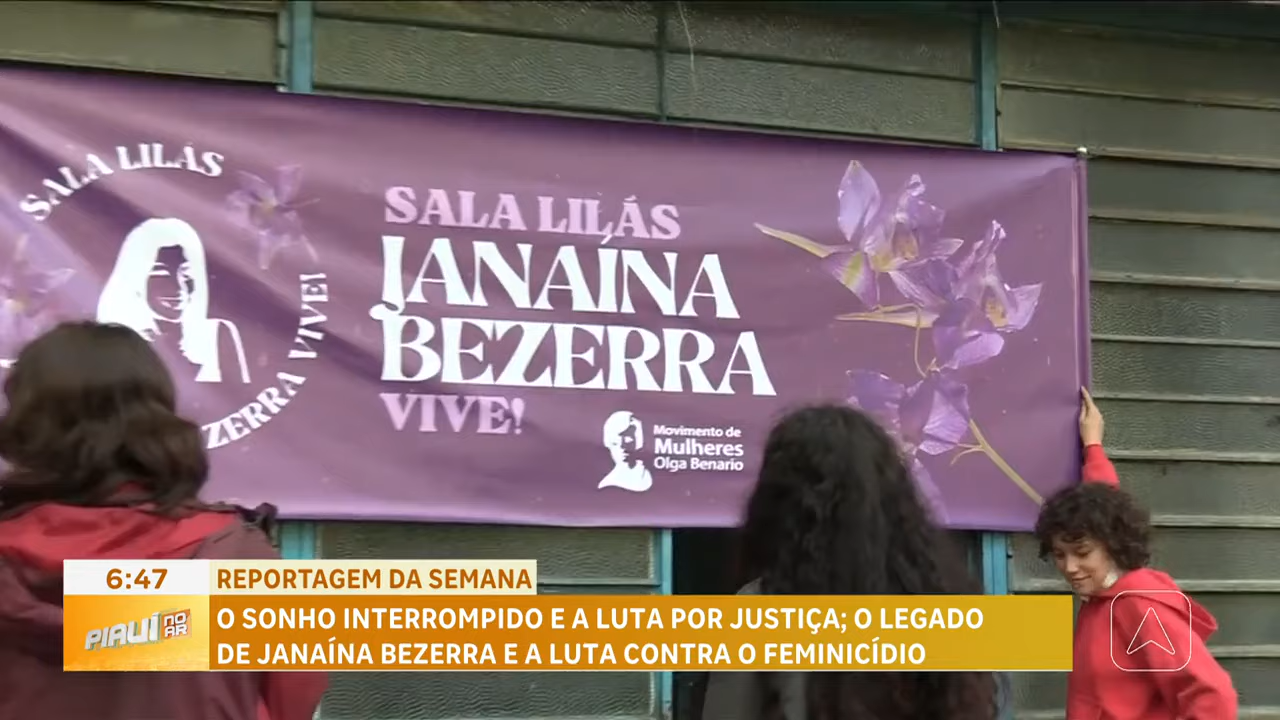 SALA LILÁS
ZERRA VIVE!
SALA LILÁS
JANAÍNA
BEZERRA
VIVE!
Movimento de
Mulheres
Olga Benario
6:47
REPORTAGEM DA SEMANA
PIAUÍ NO AR
O SONHO INTERROMPIDO E A LUTA POR JUSTIÇA; O LEGADO
DE JANAÍNA BEZERRA E A LUTA CONTRA O FEMINICÍDIO